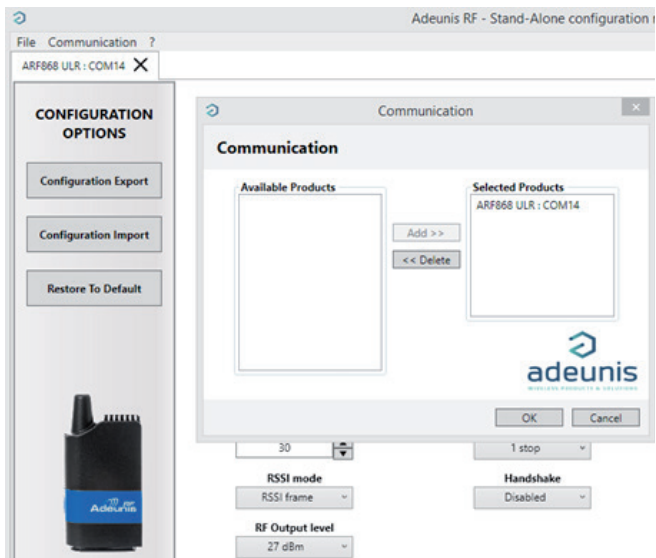 Adeunis RF - Stand-Alone configuration
File Communication ?
ARF868 ULR : COM14
CONFIGURATION
OPTIONS
Configuration Export
Configuration Import
Restore To Default
Adeunis
Communication
Communication
Available Products
Selected Products
ARF868 ULR : COM14
Add >>
<< Delete
adeunis
WIRELESS PRODUCTS & SOLUTIONS
OK Cancel
30
1 stop
RSSI mode
Handshake
RSSI frame
Disabled
RF Output level
27 dBm